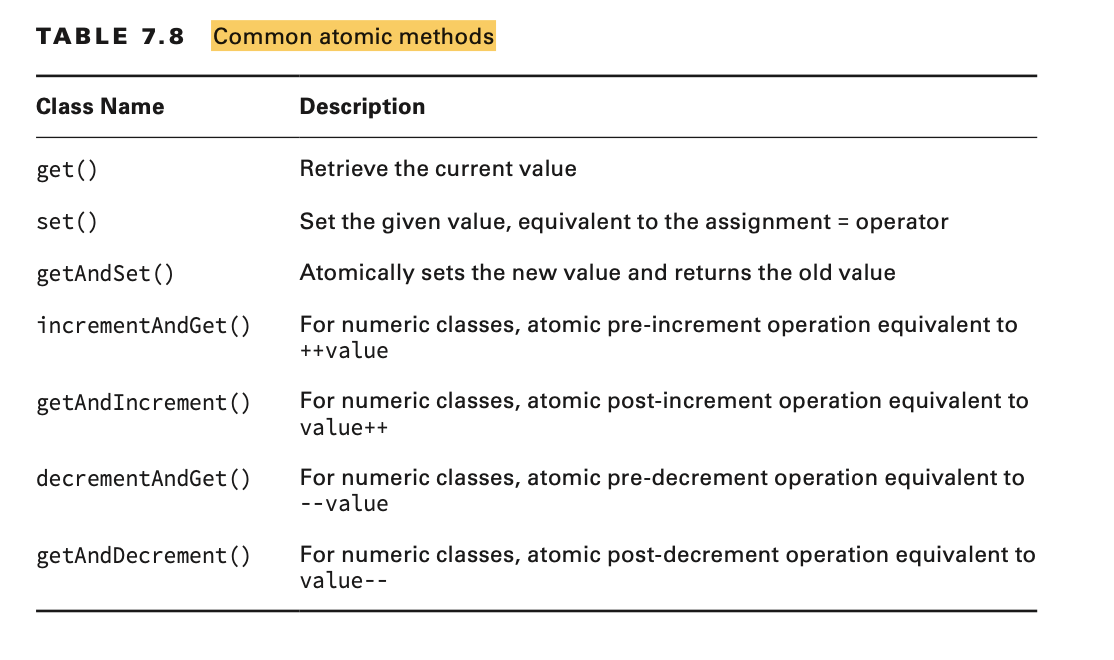 TABLE 7.8 Common atomic methods
Class Name Description
get() Retrieve the current value
set() Set the given value, equivalent to the assignment = operator
getAndSet() Atomically sets the new value and returns the old value
incrementAndGet() For numeric classes, atomic pre-increment operation equivalent to
++value
getAndIncrement() For numeric classes, atomic post-increment operation equivalent to
value++
decrementAndGet() For numeric classes, atomic pre-decrement operation equivalent to
--value
getAndDecrement() For numeric classes, atomic post-decrement operation equivalent to
value--